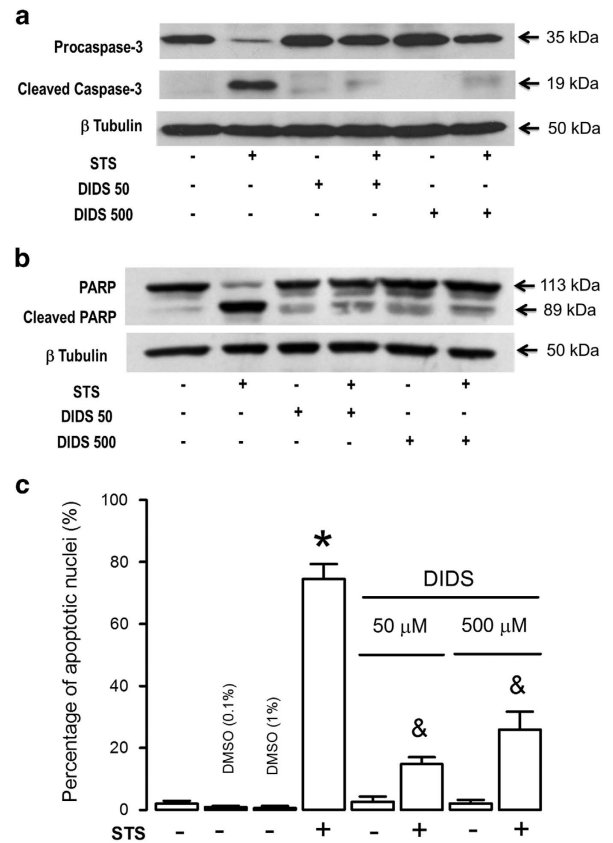 a
Procaspase-3
35 kDa
Cleaved Caspase-3
19 kDa
β Tubulin
50 kDa
STS - + - + - +
DIDS 50 - - + + - -
DIDS 500 - - - - + +
b
PARP
113 kDa
Cleaved PARP
89 kDa
β Tubulin
50 kDa
STS - + - + - +
DIDS 50 - - + + - -
DIDS 500 - - - - + +
c
Percentage of apoptotic nuclei (%)
100
80
60
40
20
0
DMSO (0.1%)
DMSO (1%)
*
DIDS
50 μM
500 μM
&
&
STS - - - + - + - +